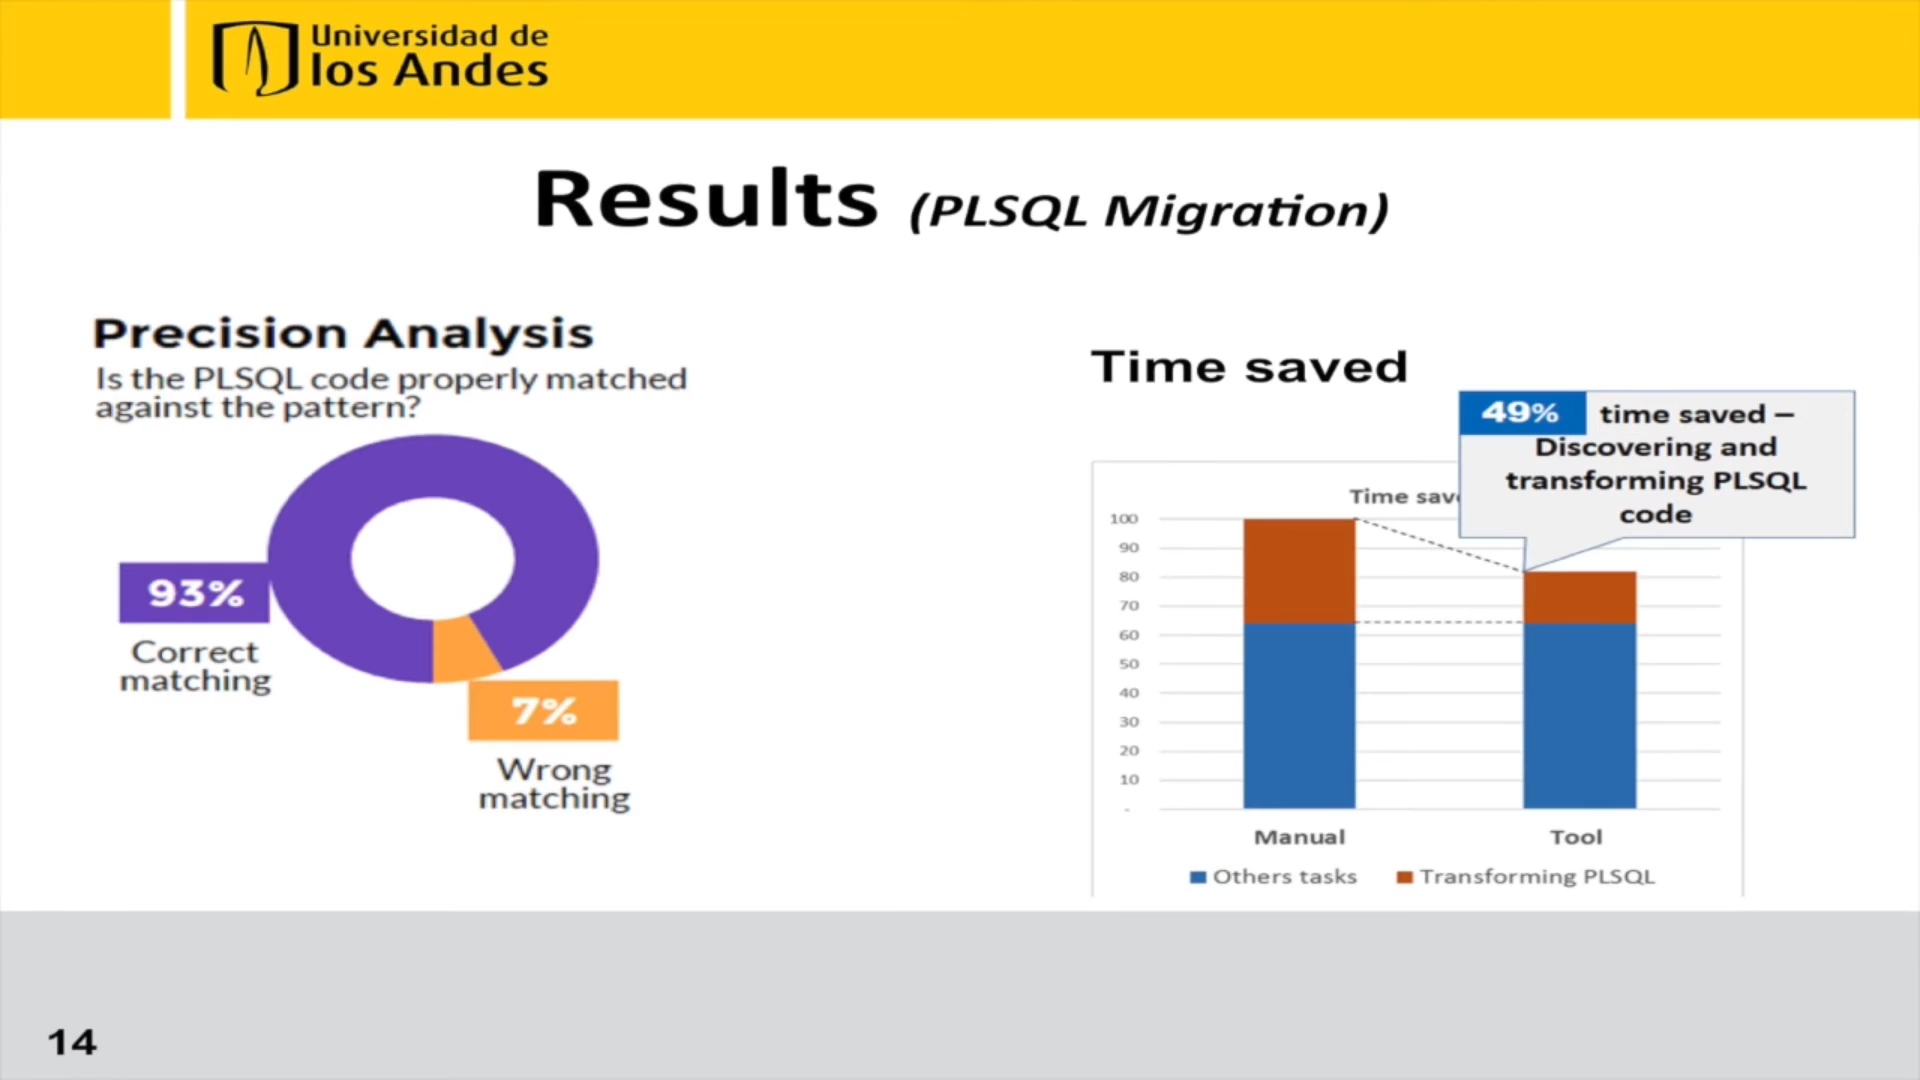 Universidad de
los Andes
Results (PLSQL Migration)
Precision Analysis
Is the PLSQL code properly matched
against the pattern?
93%
Correct
matching
7%
Wrong
matching
Time saved
49% time saved –
Discovering and
transforming PLSQL
code
Time
100
90
80
70
60
50
40
30
20
10
-
Manual
Tool
Others tasks
Transforming PLSQL
14